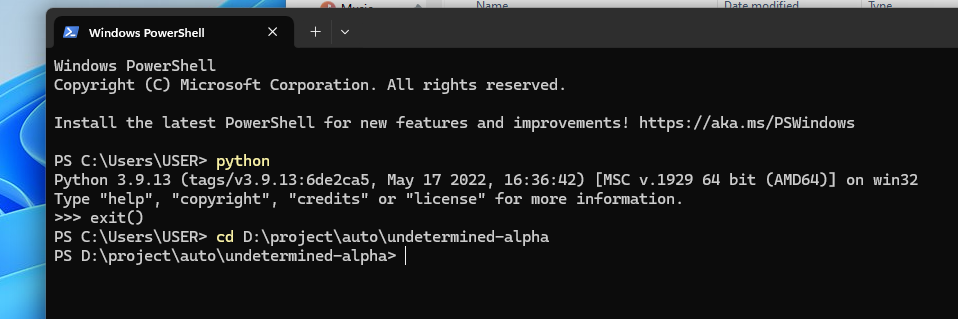 Music
Name
Date modified
Type
Windows PowerShell
Windows PowerShell
Copyright (C) Microsoft Corporation. All rights reserved.
Install the latest PowerShell for new features and improvements! https://aka.ms/PSWindows
PS C:\Users\USER> python
Python 3.9.13 (tags/v3.9.13:6de2ca5, May 17 2022, 16:36:42) [MSC v.1929 64 bit (AMD64)] on win32
Type "help", "copyright", "credits" or "license" for more information.
>>> exit()
PS C:\Users\USER> cd D:\project\auto\undetermined-alpha
PS D:\project\auto\undetermined-alpha>